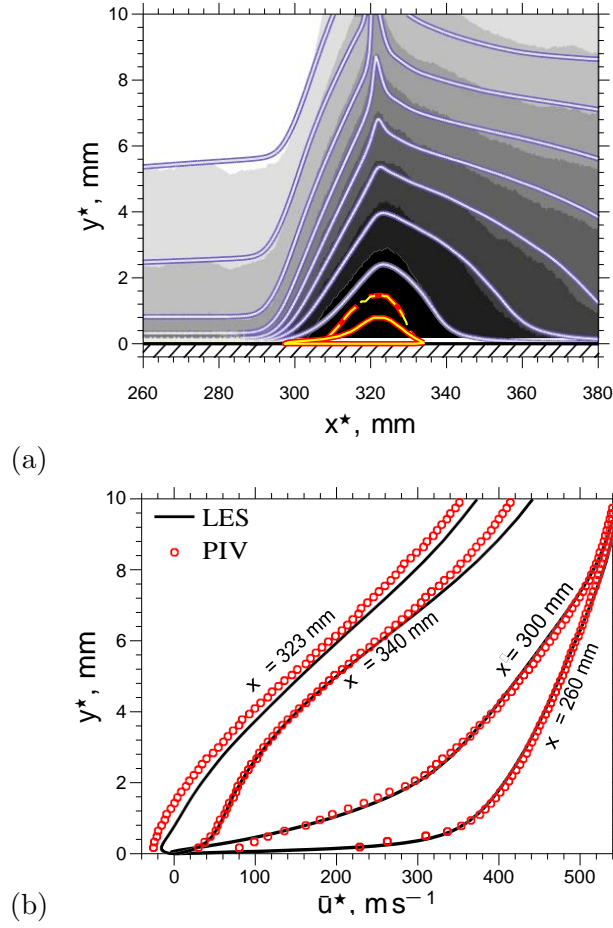 10
8
6
4
2
0
y★, mm
260 280 300 320 340 360 380
x★, mm
(a)
10
8
6
4
2
0
y★, mm
LES
PIV
x = 323 mm
x = 340 mm
x = 300 mm
x = 260 mm
0 100 200 300 400 500
ū★, m s−1
(b)